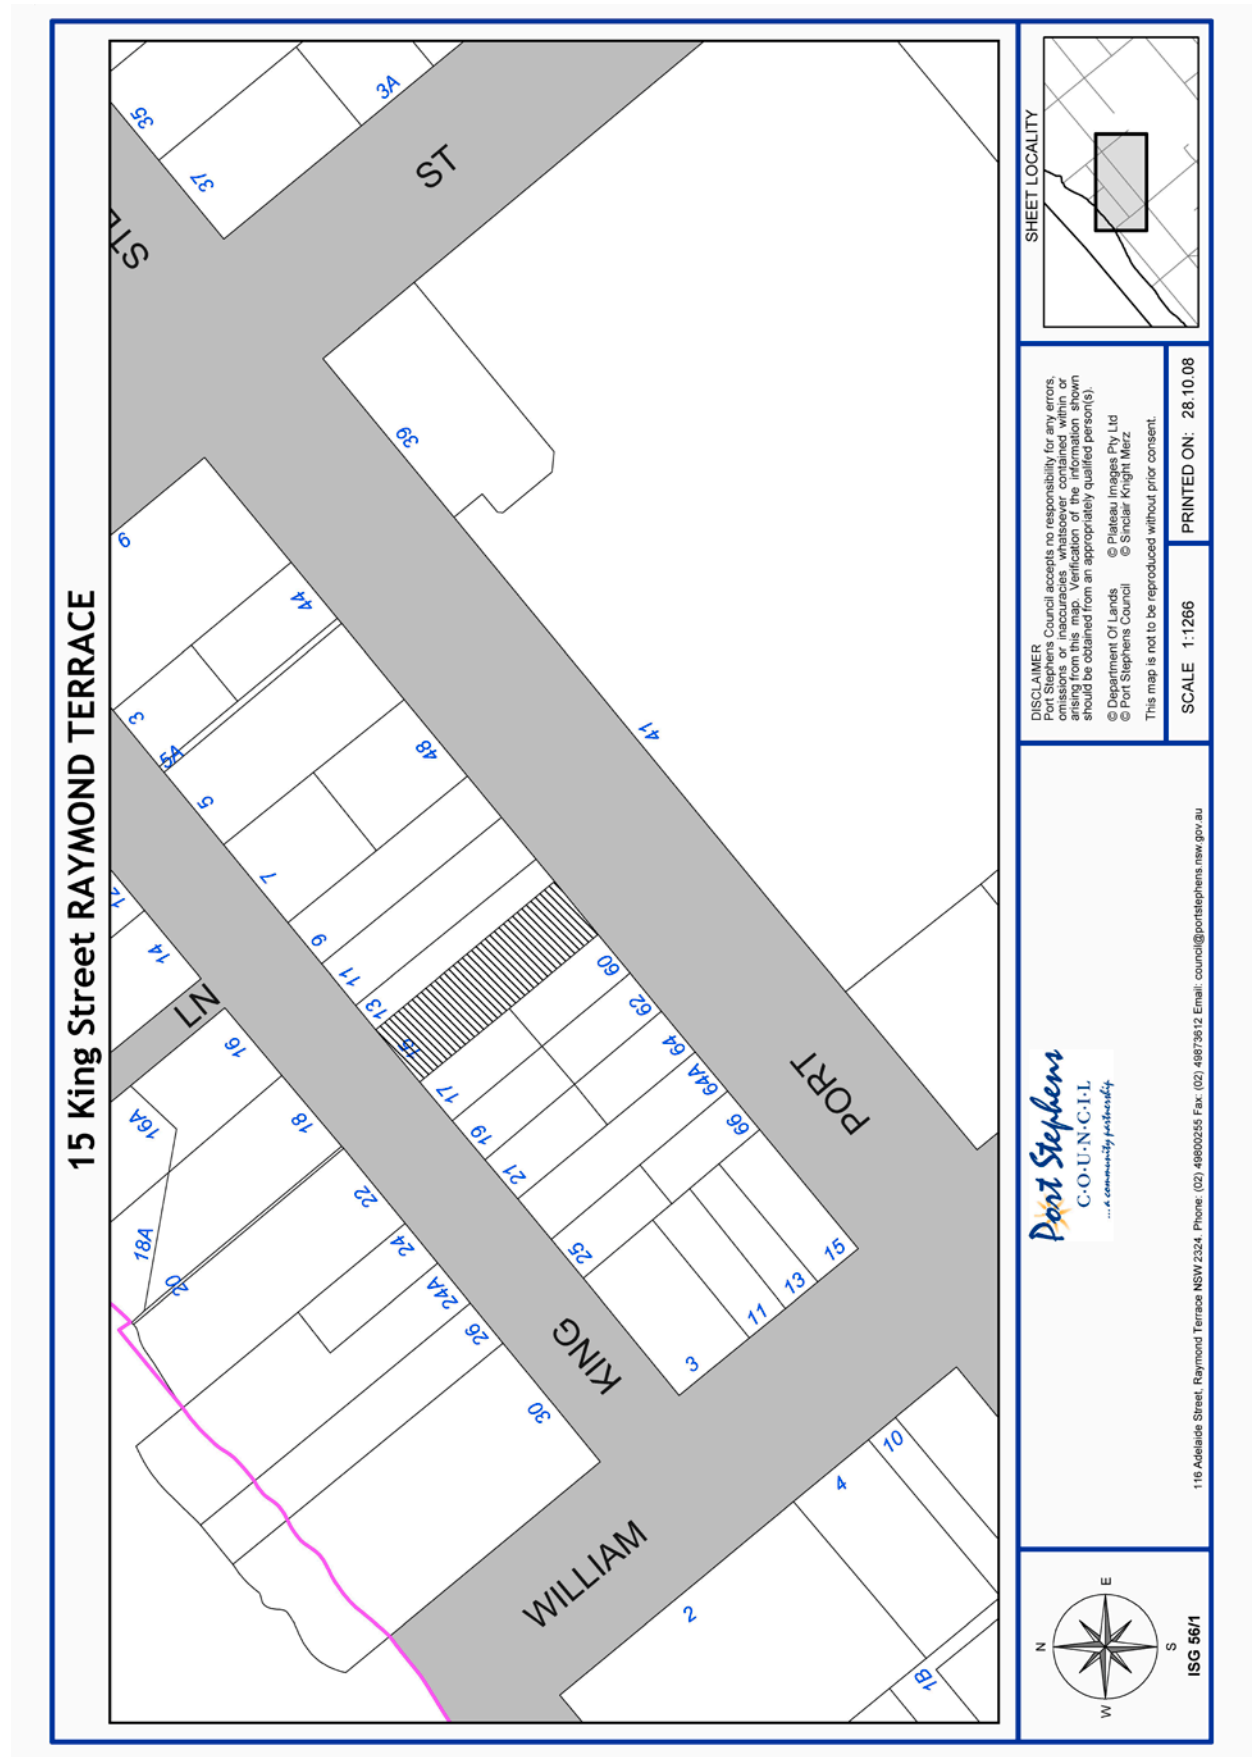 15 King Street RAYMOND TERRACE
35
37
3A
ST
STE
39
6
44
3
5A
5
48
7
41
12
14
9
11
13
15
LN
60
62
64
64A
66
16
16A
17
19
21
25
18
18A
20
22
24
24A
26
30
PORT
KING
3
11
13
15
WILLIAM
2
4
10
1B
SHEET LOCALITY
DISCLAIMER
Port Stephens Council accepts no responsibility for any errors,
omissions or inaccuracies whatsoever contained within or
arising from this map. Verification of the information shown
should be obtained from an appropriately qualifed person(s).
© Department Of Lands © Plateau Images Pty Ltd
© Port Stephens Council © Sinclair Knight Merz
This map is not to be reproduced without prior consent.
SCALE 1:1266
PRINTED ON: 28.10.08
Port Stephens
C·O·U·N·C·I·L
...a community partnership
116 Adelaide Street, Raymond Terrace NSW 2324. Phone: (02) 49800255 Fax: (02) 49873612 Email: council@portstephens.nsw.gov.au
N
W
E
S
ISG 56/1